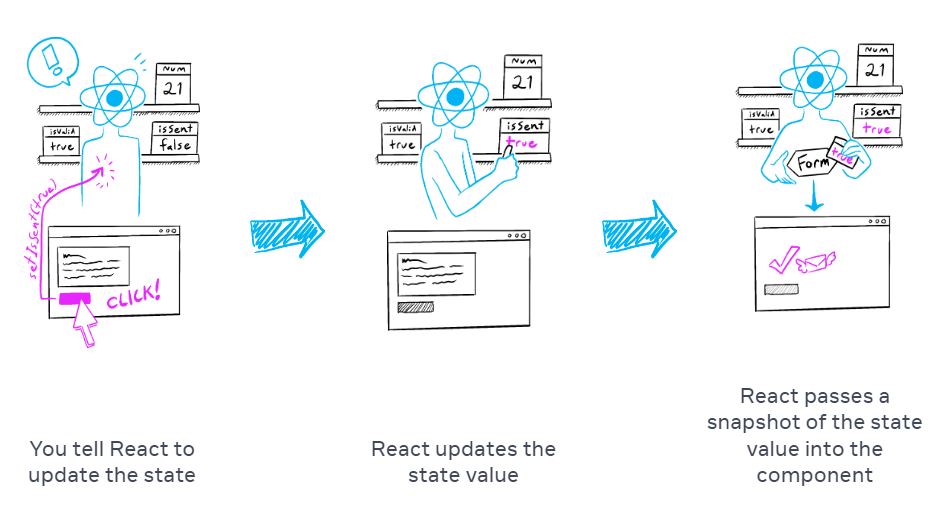 !
NUM
21
isValid
true
isSent
false
setIsSent(true)
CLICK!
You tell React to
update the state
NUM
21
isValid
true
isSent
true
React updates the
state value
NUM
21
isValid
true
isSent
true
Form
true
React passes a
snapshot of the state
value into the
component